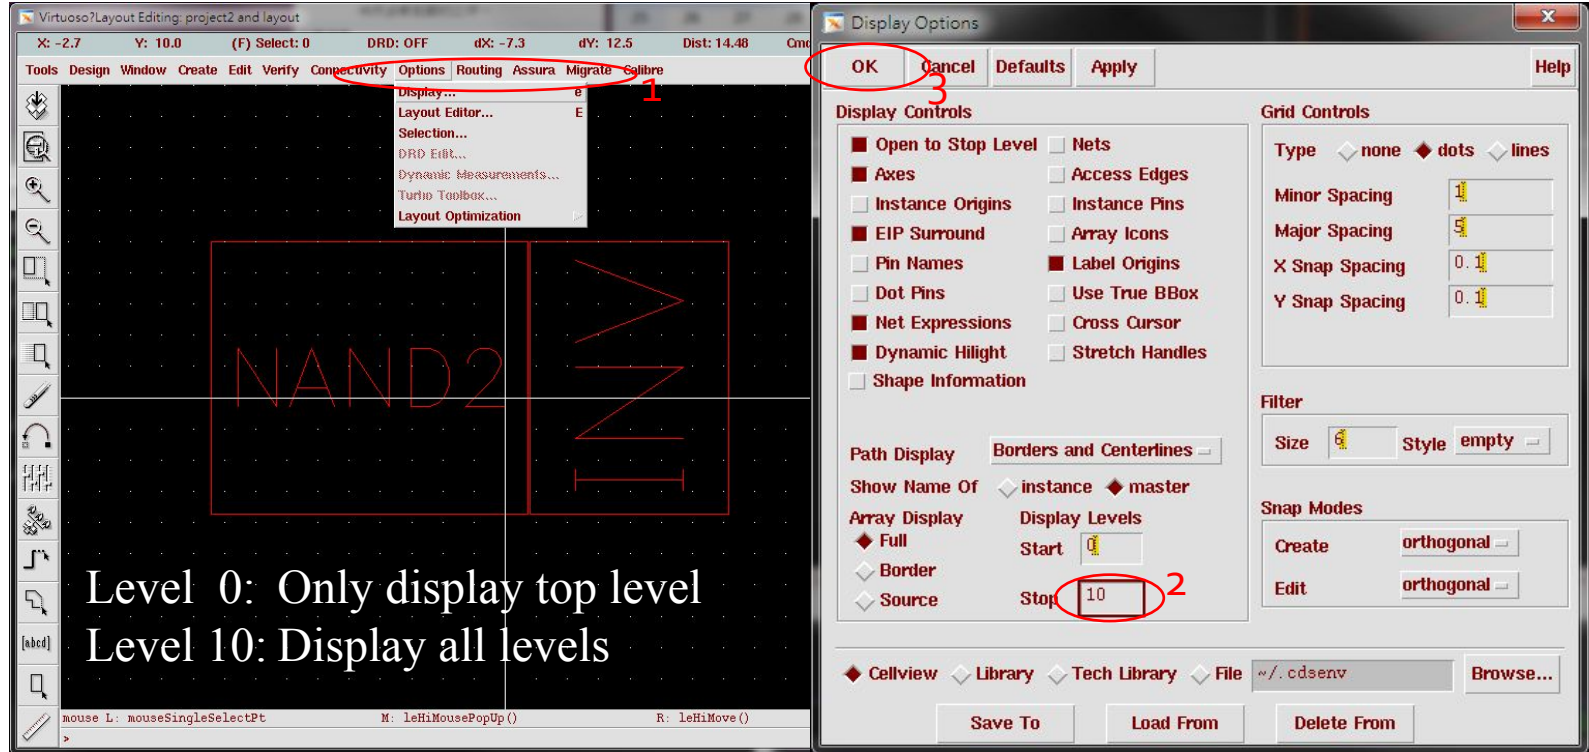 Virtuoso?Layout Editing: project2 and layout
X: -2.7 Y: 10.0 (F) Select: 0 DRD: OFF dX: -7.3 dY: 12.5 Dist: 14.48 Cmd
Tools Design Window Create Edit Verify Connectivity Options Routing Assura Migrate Calibre
1
Display... e
Layout Editor... E
Selection...
DRD Edit...
Dynamic Measurements...
Turbo Toolbox...
Layout Optimization
NAND2
INV
[abcd]
Level 0: Only display top level
Level 10: Display all levels
mouse L: mouseSingleSelectPt M: leHiMousePopUp() R: leHiMove()
>
Display Options
X
OK Cancel Defaults Apply Help
3
Display Controls
Open to Stop Level Nets
Axes Access Edges
Instance Origins Instance Pins
EIP Surround Array Icons
Pin Names Label Origins
Dot Pins Use True BBox
Net Expressions Cross Cursor
Dynamic Hilight Stretch Handles
Shape Information
Path Display Borders and Centerlines
Show Name Of instance master
Array Display Display Levels
Full Start 0
Border
Source Stop 10
2
Grid Controls
Type none dots lines
Minor Spacing 1
Major Spacing 5
X Snap Spacing 0.1
Y Snap Spacing 0.1
Filter
Size 6 Style empty
Snap Modes
Create orthogonal
Edit orthogonal
Cellview Library Tech Library File ~/.cdsenv Browse...
Save To Load From Delete From